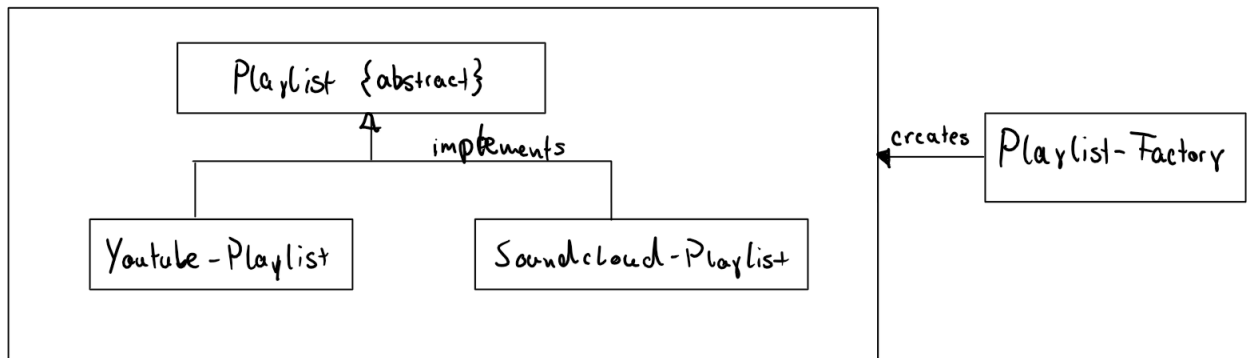 Playlist {abstract}
implements
creates
Playlist-Factory
Youtube-Playlist
Soundcloud-Playlist